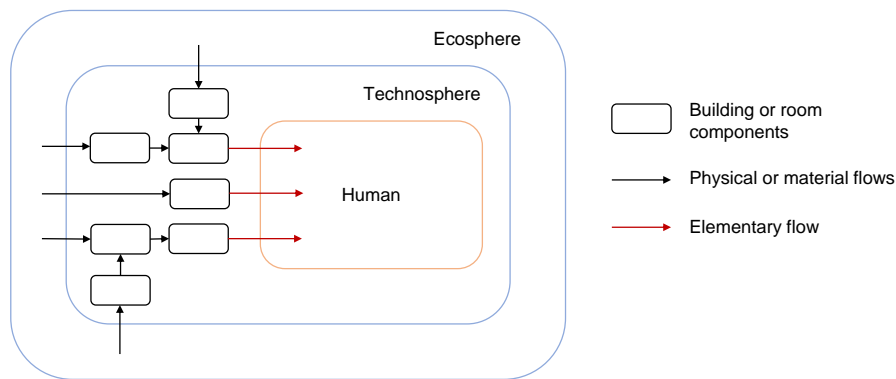 Ecosphere
Technosphere
Human
Building or room
components
Physical or material flows
Elementary flow